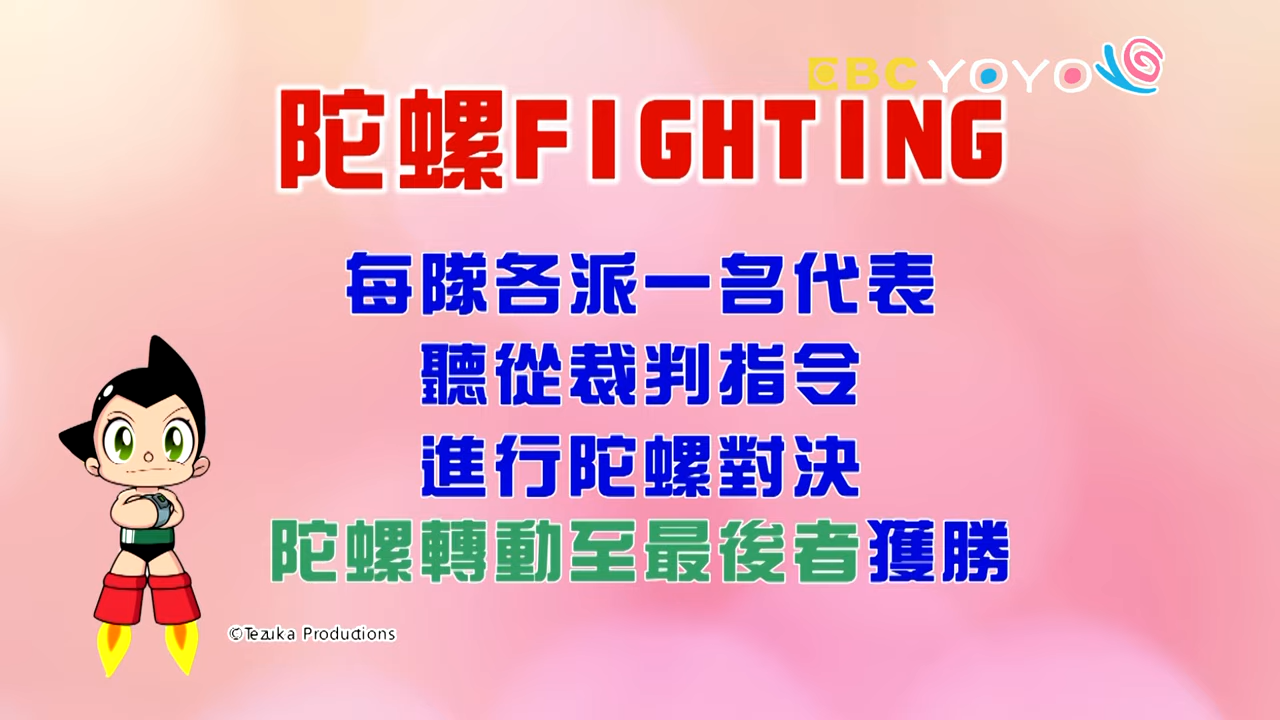 EBC YOYO
陀螺FIGHTING
每隊各派一名代表
聽從裁判指令
進行陀螺對決
陀螺轉動至最後者獲勝
©Tezuka Productions